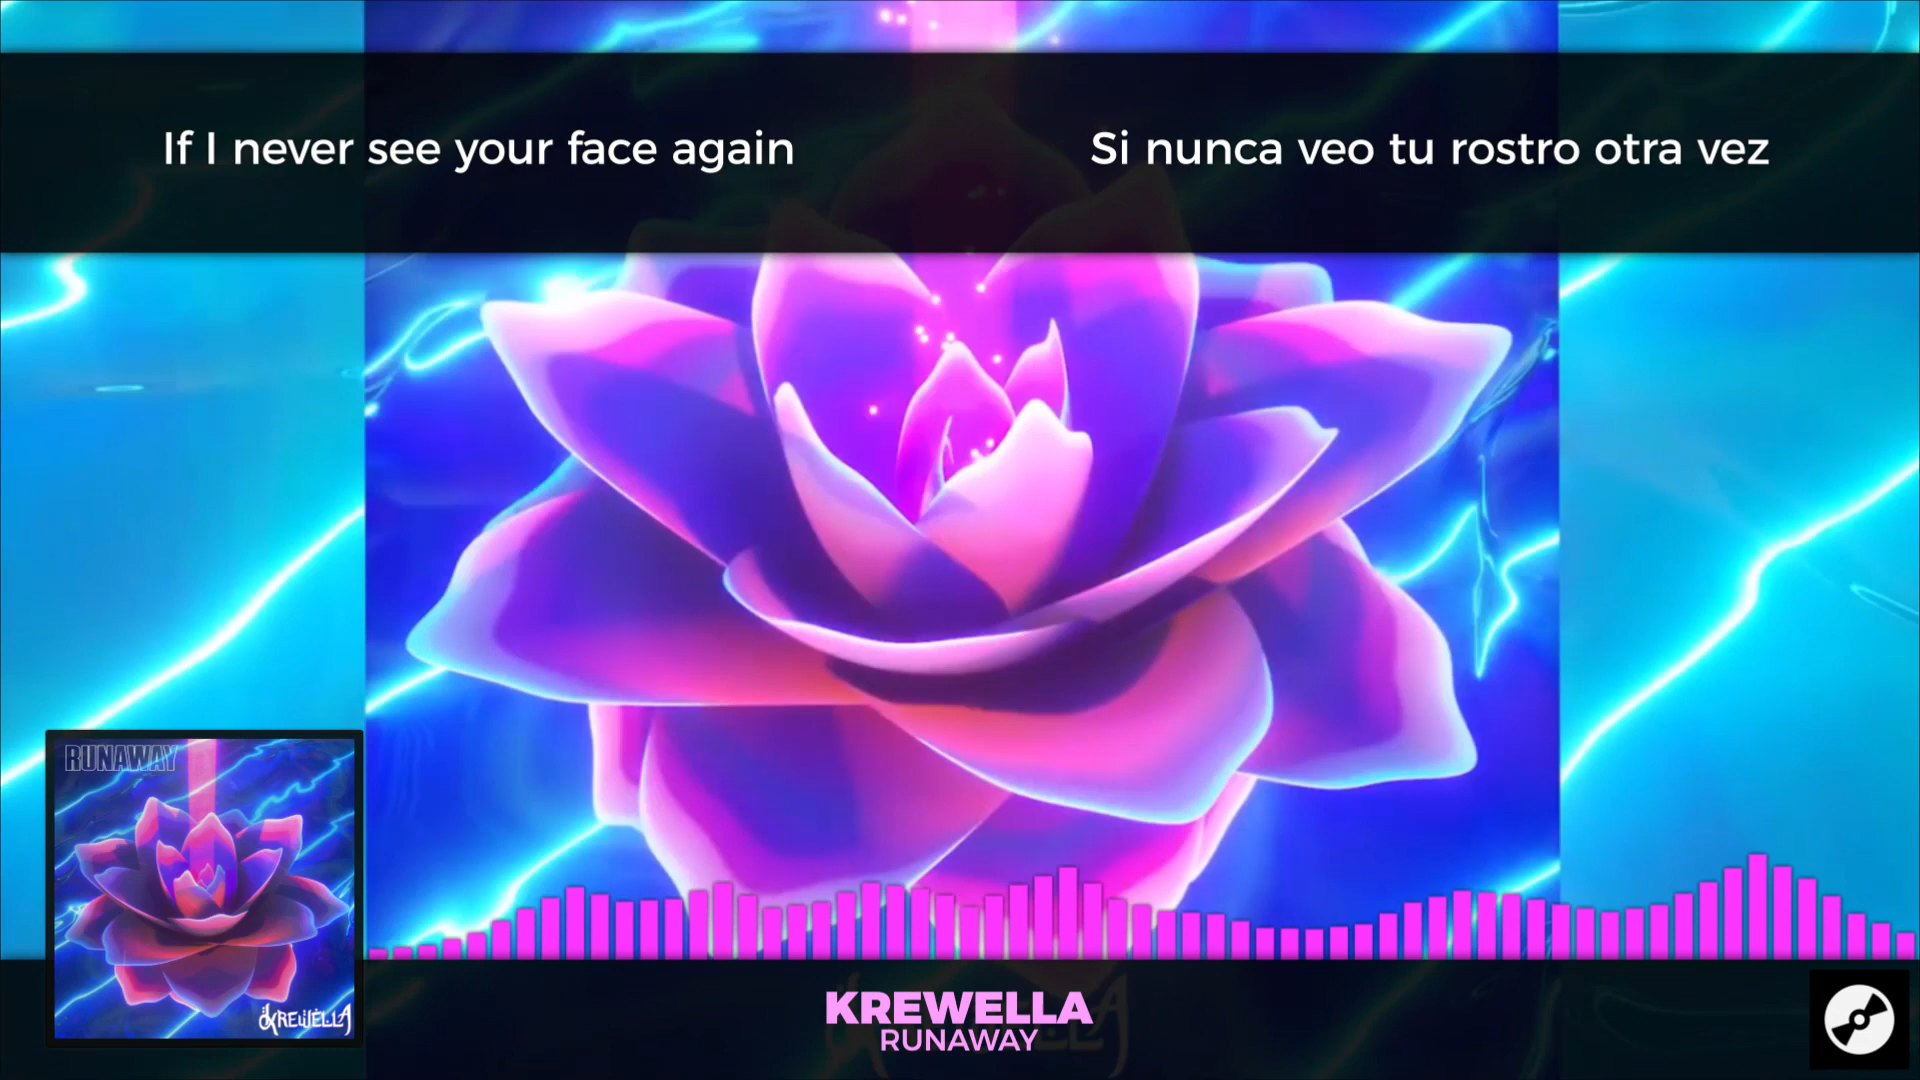 If I never see your face again
Si nunca veo tu rostro otra vez
RUNAWAY
KREWELLA
KREWELLA
RUNAWAY